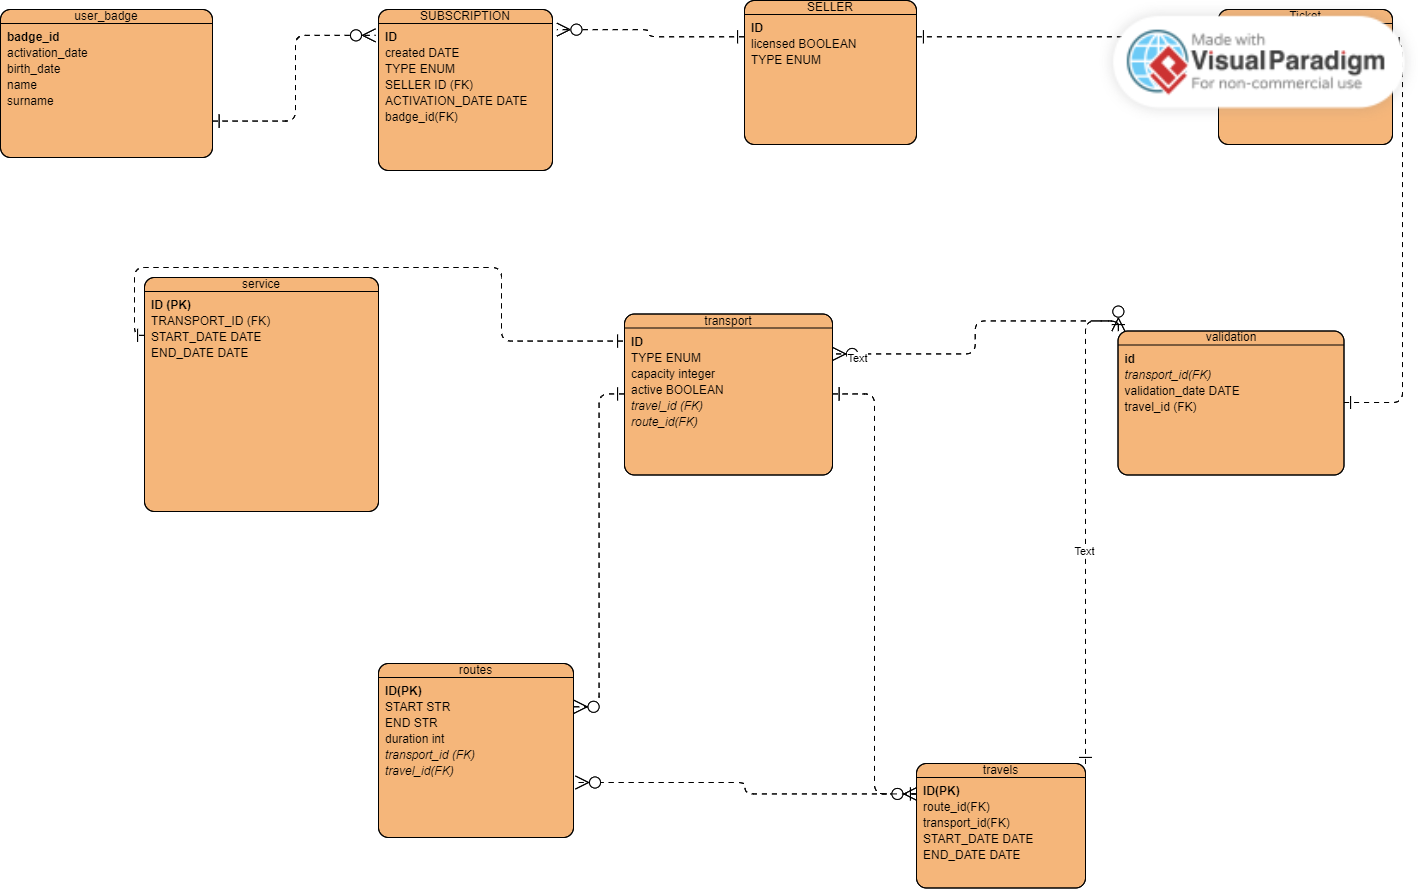 user_badge
badge_id
activation_date
birth_date
name
surname
SUBSCRIPTION
ID
created DATE
TYPE ENUM
SELLER ID (FK)
ACTIVATION_DATE DATE
badge_id(FK)
SELLER
ID
licensed BOOLEAN
TYPE ENUM
Ticket
Made with
Visual Paradigm
For non-commercial use
service
ID (PK)
TRANSPORT_ID (FK)
START_DATE DATE
END_DATE DATE
transport
ID
TYPE ENUM
capacity integer
active BOOLEAN
travel_id (FK)
route_id(FK)
Text
validation
id
transport_id(FK)
validation_date DATE
travel_id (FK)
Text
routes
ID(PK)
START STR
END STR
duration int
transport_id (FK)
travel_id(FK)
travels
ID(PK)
route_id(FK)
transport_id(FK)
START_DATE DATE
END_DATE DATE